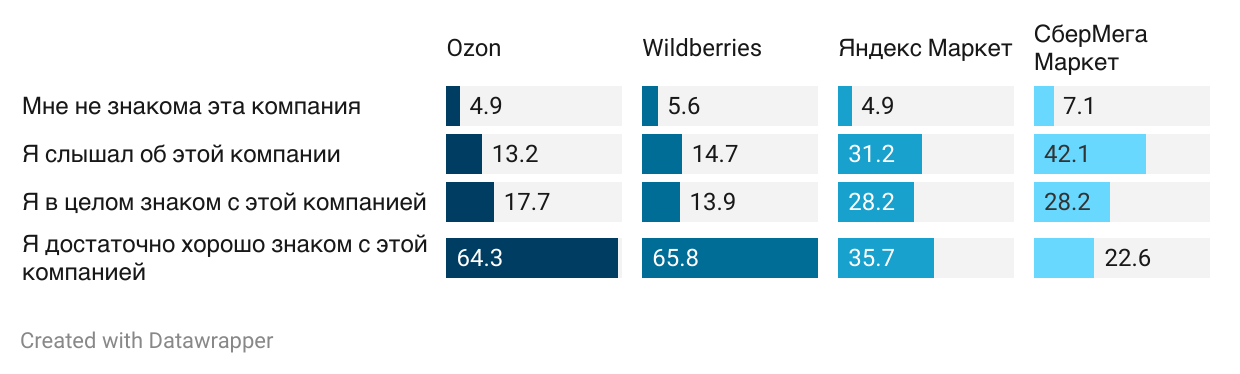 Ozon Wildberries Яндекс Маркет СберМега
Маркет
Мне не знакома эта компания 4.9 5.6 4.9 7.1
Я слышал об этой компании 13.2 14.7 31.2 42.1
Я в целом знаком с этой компанией 17.7 13.9 28.2 28.2
Я достаточно хорошо знаком с этой
компанией 64.3 65.8 35.7 22.6
Created with Datawrapper